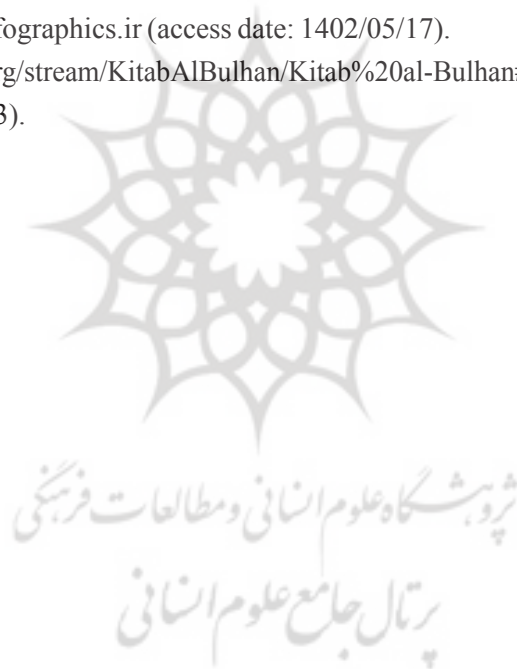 fographics.ir (access date: 1402/05/17).
rg/stream/KitabAlBulhan/Kitab%20al-Bulhan
3).
پژوهشگاه علوم انسانی و مطالعات فرهنگی
پرتال جامع علوم انسانی